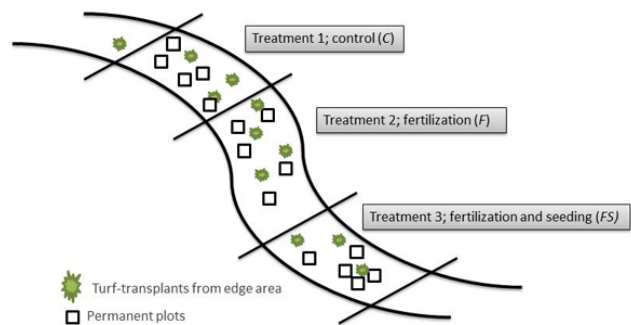 Treatment 1; control (C)
Treatment 2; fertilization (F)
Treatment 3; fertilization and seeding (FS)
Turf-transplants from edge area
Permanent plots